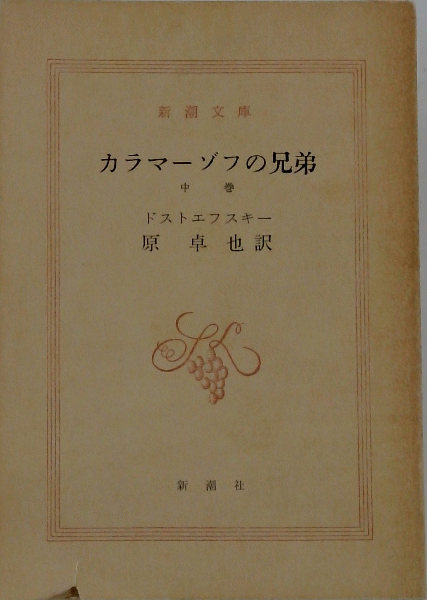 新潮文庫
カラマーゾフの兄弟
中巻
ドストエフスキー
原卓也訳
新潮社